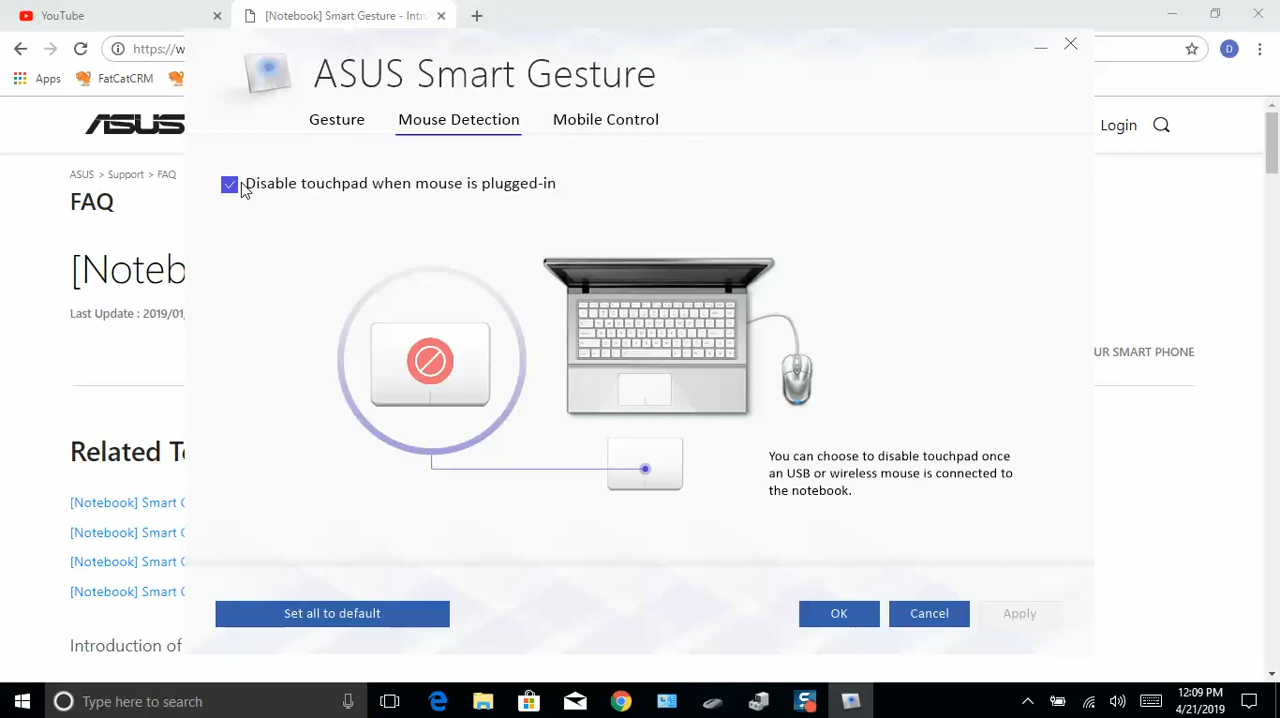 YouTube
[Notebook] Smart Gesture - Intro
https://w
D
Apps
FatCatCRM
ASUS Smart Gesture
Gesture
Mouse Detection
Mobile Control
ASUS
Login
ASUS > Support > FAQ
FAQ
Disable touchpad when mouse is plugged-in
[Noteb
Last Update : 2019/01
UR SMART PHONE
Related T
You can choose to disable touchpad once
an USB or wireless mouse is connected to
the notebook.
[Notebook] Smart
[Notebook] Smart
[Notebook] Smart
[Notebook] Smart
Set all to default
OK
Cancel
Apply
Introduction of
Type here to search
12:09 PM
4/21/2019